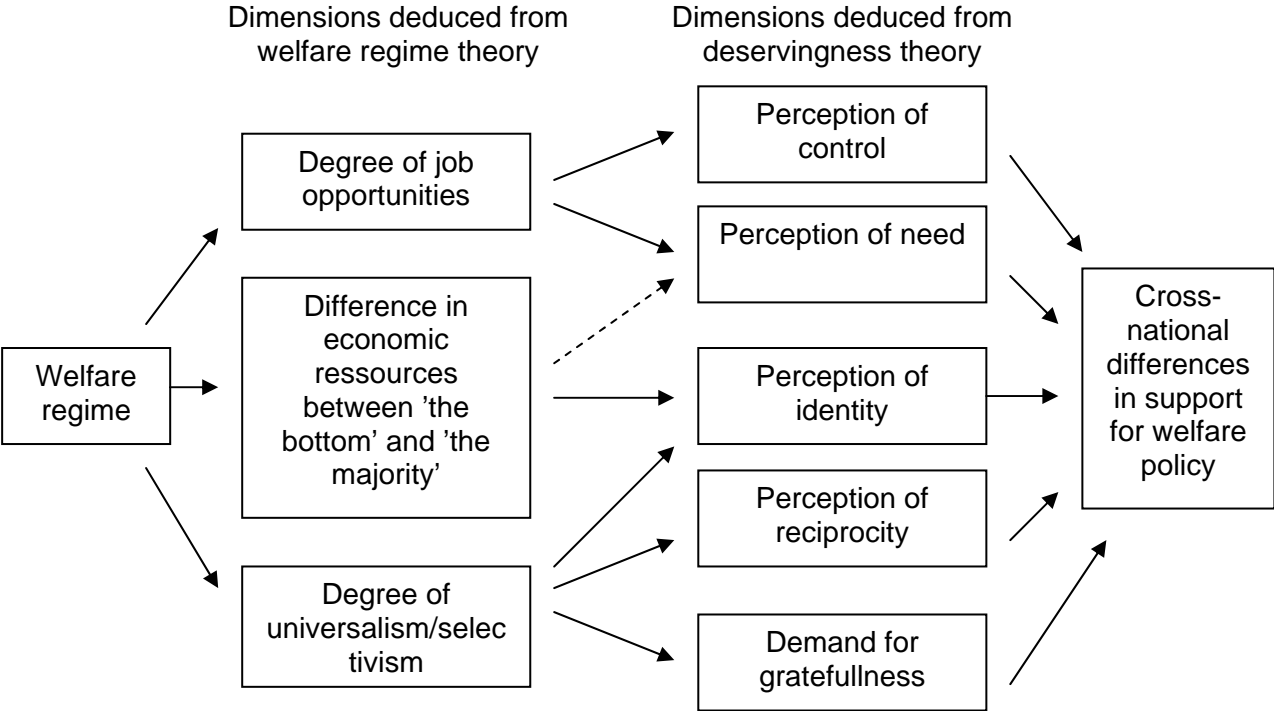 Dimensions deduced from
welfare regime theory
Dimensions deduced from
deservingness theory
Welfare
regime
Degree of job
opportunities
Difference in
economic
ressources
between ’the
bottom’ and ’the
majority’
Degree of
universalism/selec
tivism
Perception of
control
Perception of need
Perception of
identity
Perception of
reciprocity
Demand for
gratefullness
Cross-
national
differences
in support
for welfare
policy